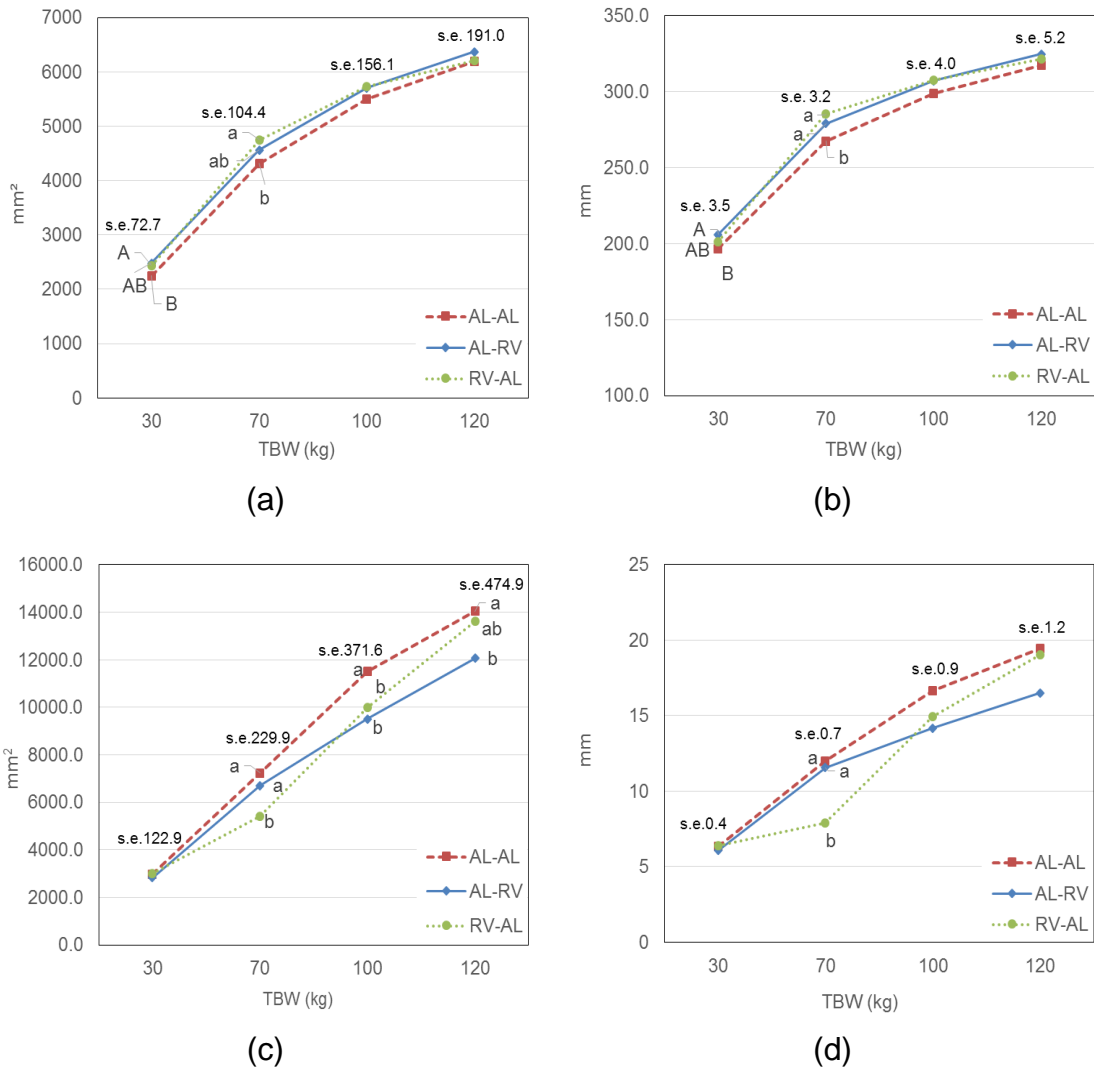 7000
6000
5000
4000
3000
2000
1000
0
mm²
s.e.72.7
s.e.104.4
s.e.156.1
s.e. 191.0
A
AB
B
a
ab
b
AL-AL
AL-RV
RV-AL
30 70 100 120
TBW (kg)
(a)
350.0
300.0
250.0
200.0
150.0
100.0
mm
s.e. 3.5
s.e. 3.2
s.e. 4.0
s.e. 5.2
A
AB
B
a
a
b
AL-AL
AL-RV
RV-AL
30 70 100 120
TBW (kg)
(b)
16000.0
14000.0
12000.0
10000.0
8000.0
6000.0
4000.0
2000.0
0.0
mm²
s.e.122.9
s.e.229.9
s.e.371.6
s.e.474.9
a
a
b
a
b
b
a
ab
b
AL-AL
AL-RV
RV-AL
30 70 100 120
TBW (kg)
(c)
25
20
15
10
5
0
mm
s.e.0.4
s.e.0.7
s.e.0.9
s.e.1.2
a
a
b
AL-AL
AL-RV
RV-AL
30 70 100 120
TBW (kg)
(d)